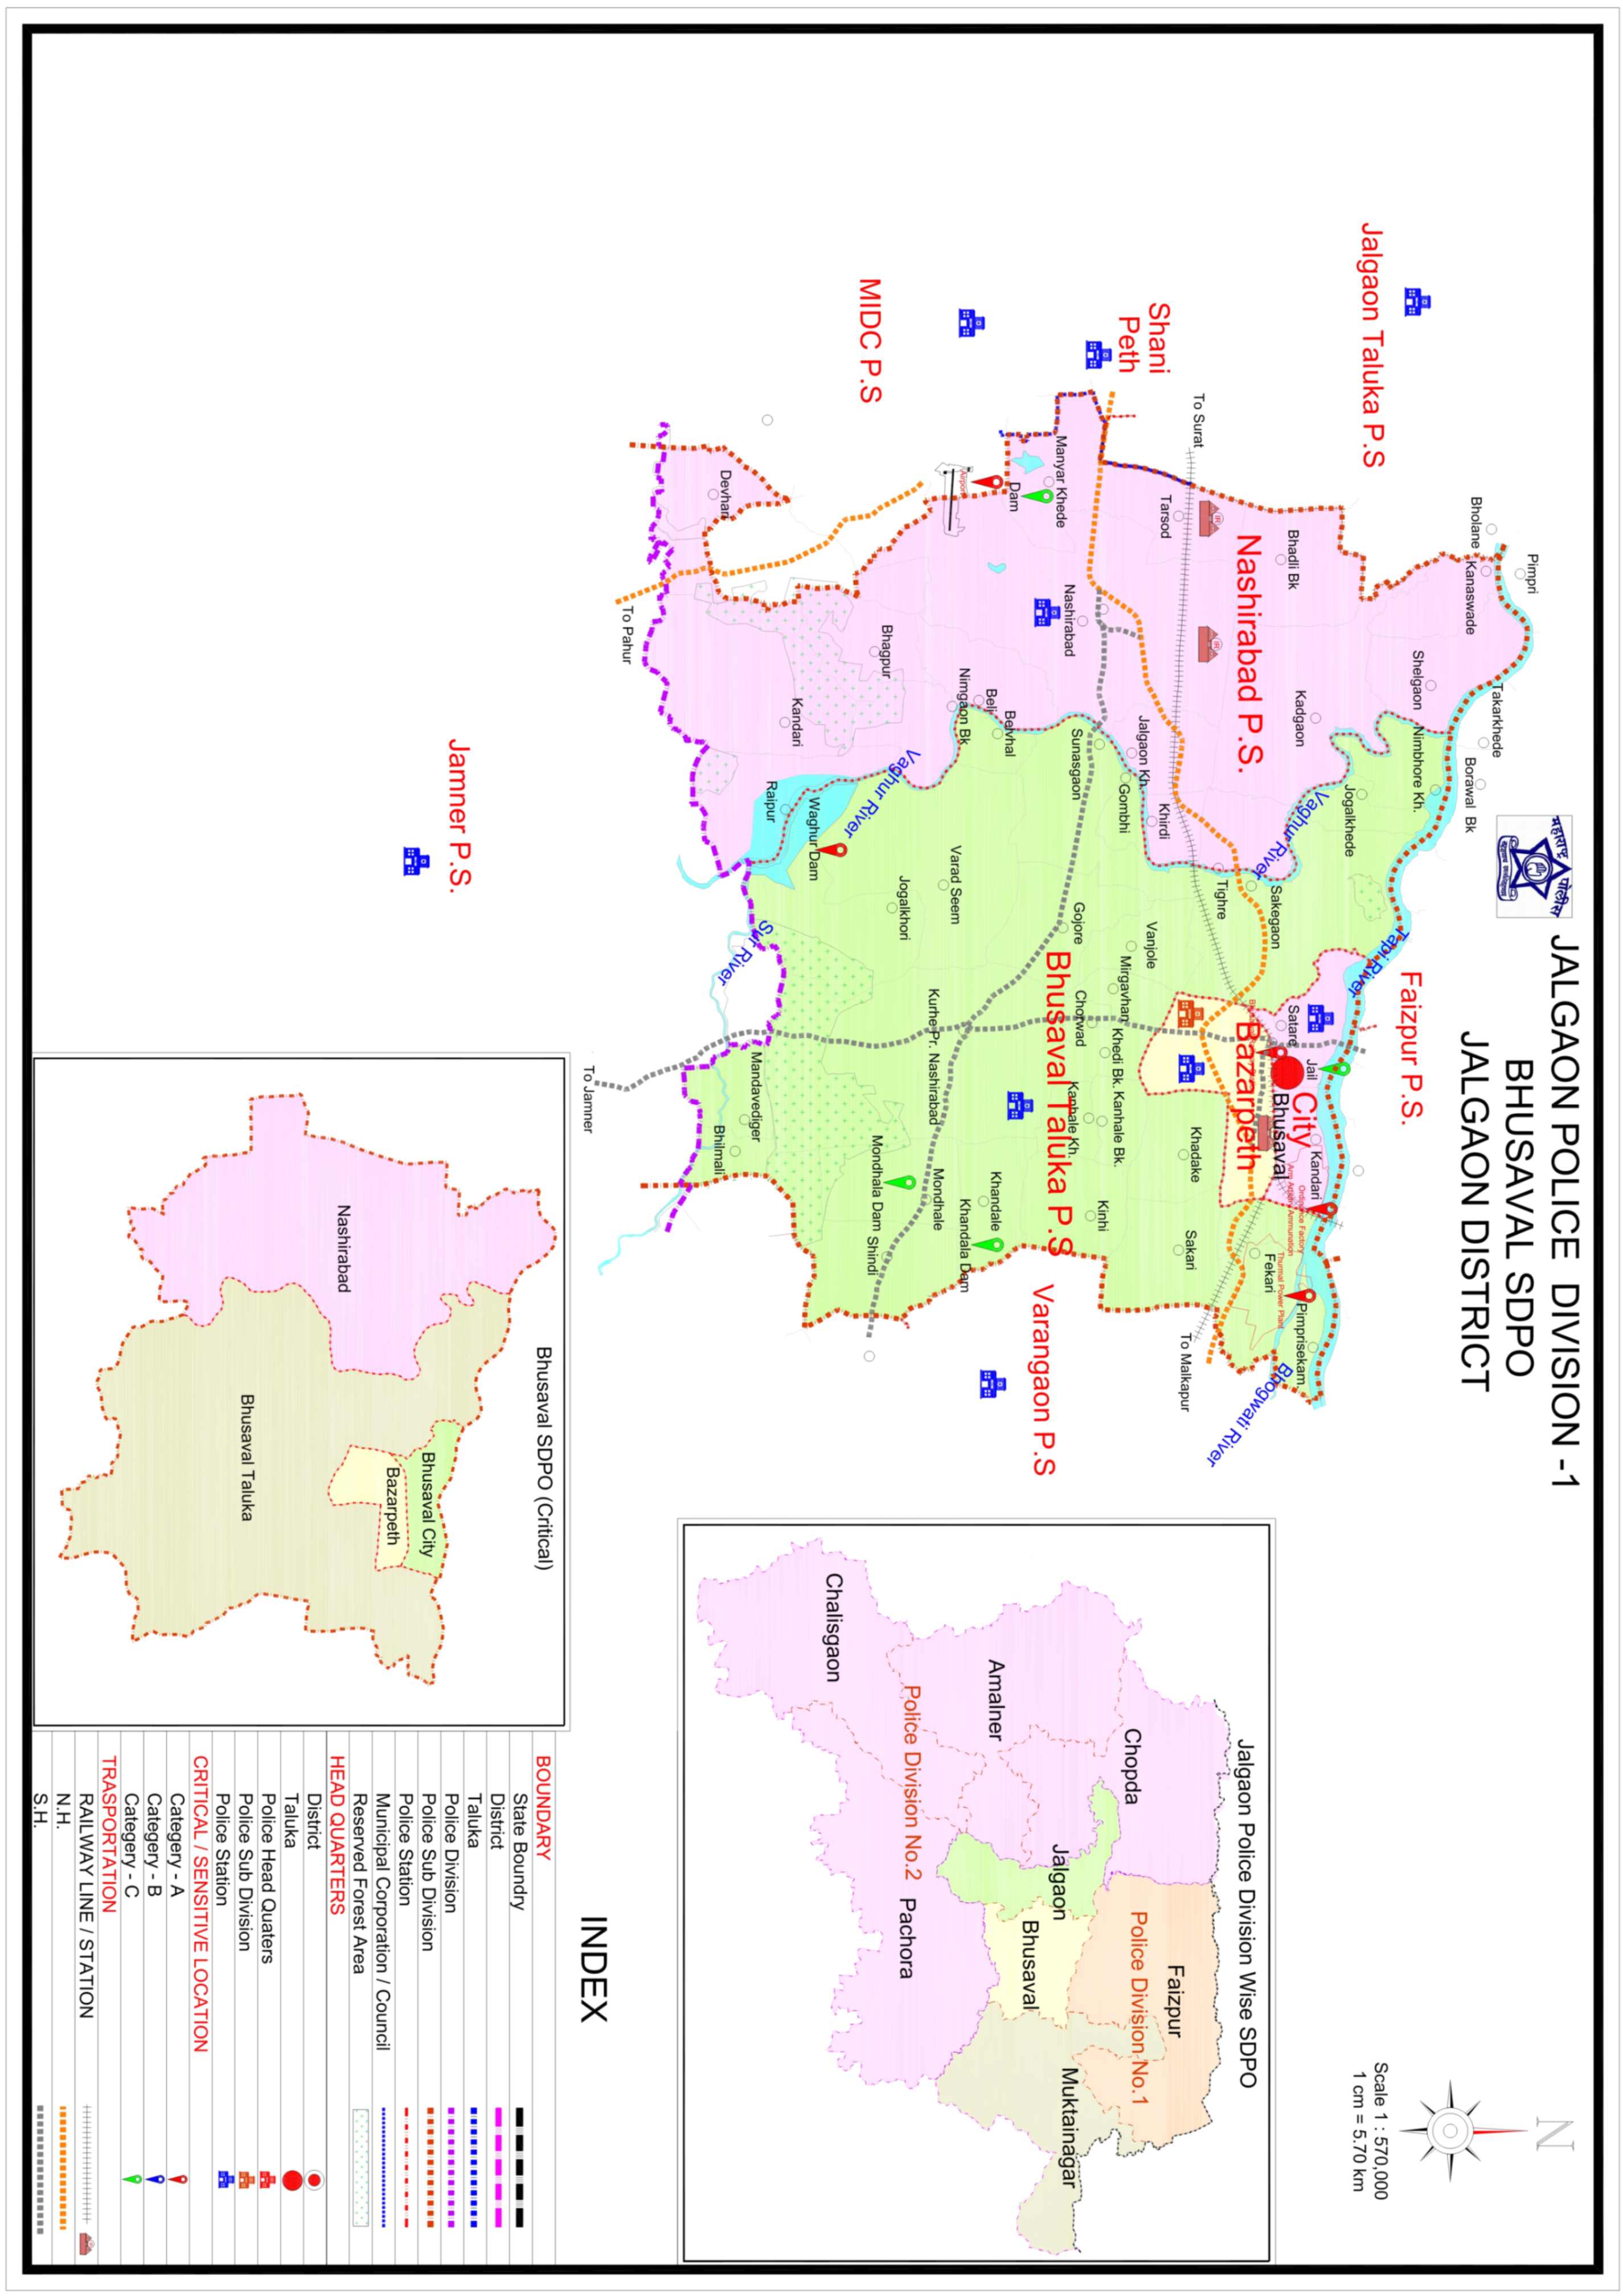 महाराष्ट्र पोलीस
JALGAON POLICE DIVISION -1
BHUSAVAL SDPO
JALGAON DISTRICT
N
Scale 1 : 570,000
1 cm = 5.70 km
Pimpri
Bholane
Kanaswade
Takarkhede
Borawal Bk
Shelgaon
Nimbhore Kh.
Faizpur P.S.
Tapi River
Jalgaon Taluka P.S
Jogalkhede
Vaghur River
Kadgaon
Bhadli Bk
Sakegaon
Jail
City
Kandari
Satare
Bhusaval
Ordinance Factory
Arm Artiary Ammunation
Pimprisekam.
Thurmal Power Plant
Fekari
Bhogwati River
Nashirabad P.S.
Bazarpeth
Tighre
To Surat
IR
IR
Tarsod
Khirdi
Khadake
Sakari
To Malkapur
Shani
Peth
Jalgaon Kh.
Gombhi
Vanjole
Mirgavhan
Khedi Bk.
Kanhale Bk.
Kinhi
Nashirabad
Sunasgaon
Gojore
Chorwad
Kanhale Kh.
Bhusaval Taluka P.S
Varangaon P.S
Manyar Khede
Dam
Airport
Belvhal
Beli
Nimgaon Bk
Varad Seem
Khandale
Khandala Dam
Kurhe Pr. Nashirabad
Mondhale
Jogalkhori
Mondhala Dam
Shindi
MIDC P.S
Bhagpur
Vaghur River
Waghur Dam
Kandari
Raipur
Sur River
Mandavediger
Bhilmali
Devhari
To Pahur
To Jamner
Jamner P.S.
Jalgaon Police Division Wise SDPO
Faizpur
Police Division No.1
Chopda
Muktainagar
Jalgaon
Bhusaval
Amalner
Police Division No.2
Pachora
Chalisgaon
Bhusaval SDPO (Critical)
Bhusaval City
Bazarpeth
Nashirabad
Bhusaval Taluka
INDEX
BOUNDARY
State Boundry
District
Taluka
Police Division
Police Sub Division
Police Station
Municipal Corporation / Council
Reserved Forest Area
HEAD QUARTERS
District
Taluka
Police Head Quaters
Police Sub Division
Police Station
CRITICAL / SENSITIVE LOCATION
Categery - A
Categery - B
Categery - C
TRASPORTATION
RAILWAY LINE / STATION
N.H.
S.H.